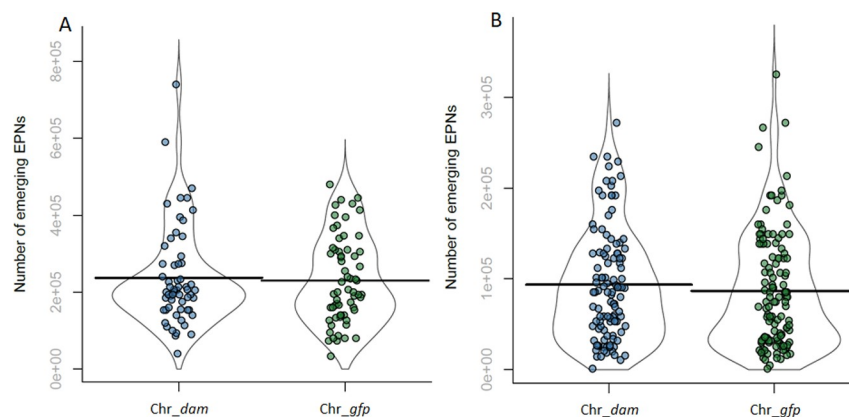 A
Number of emerging EPNs
8e+05
6e+05
4e+05
2e+05
0e+00
Chr_dam
Chr_gfp
B
Number of emerging EPNs
3e+05
2e+05
1e+05
0e+00
Chr_dam
Chr_gfp